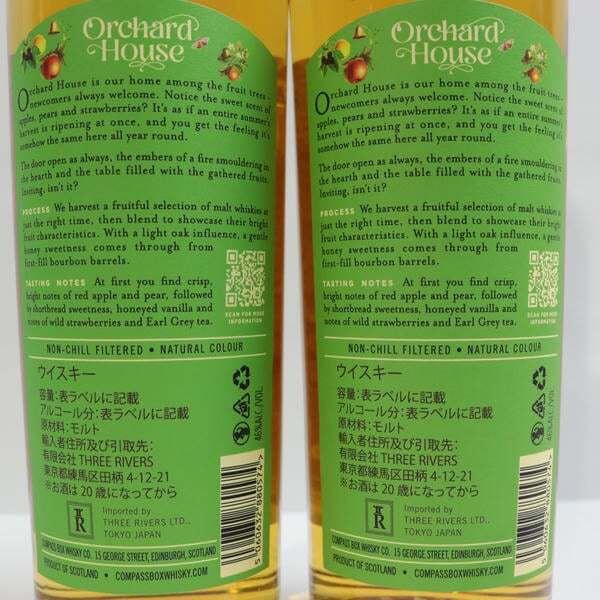 Orchard
House
Orchard House is our home among the fruit trees –
newcomers always welcome. Notice the sweet scent of
apples, pears and strawberries? It's as if an entire summer's
harvest is ripening at once, and you get the feeling it's
somehow the same here all year round.
The door open as always, the embers of a fire smouldering in
the hearth and the table filled with the gathered fruits.
Inviting, isn't it?
PROCESS We harvest a fruitful selection of malt whiskies at
just the right time, then blend to showcase their bright
fruit characteristics. With a light oak influence, a gentle
honey sweetness comes through from
first-fill bourbon barrels.
TASTING NOTES At first you find crisp,
bright notes of red apple and pear, followed
by shortbread sweetness, honeyed vanilla and
notes of wild strawberries and Earl Grey tea.
SCAN FOR MORE
INFORMATION
NON-CHILL FILTERED • NATURAL COLOUR
ウイスキー
容量:表ラベルに記載
アルコール分:表ラベルに記載
原材料:モルト
輸入者住所及び引取先:
有限会社 THREE RIVERS
東京都練馬区田柄 4-12-21
※お酒は 20 歳になってから
46%ALC./VOL
Imported by
THREE RIVERS LTD.,
TOKYO JAPAN
5 060632 980574 >
COMPASS BOX WHISKY CO. 15 GEORGE STREET, EDINBURGH, SCOTLAND
PRODUCT OF SCOTLAND • COMPASSBOXWHISKY.COM
Orchard
House
Orchard House is our home among the fruit trees –
newcomers always welcome. Notice the sweet scent of
apples, pears and strawberries? It's as if an entire summer's
harvest is ripening at once, and you get the feeling it's
somehow the same here all year round.
The door open as always, the embers of a fire smouldering in
the hearth and the table filled with the gathered fruits.
Inviting, isn't it?
PROCESS We harvest a fruitful selection of malt whiskies at
just the right time, then blend to showcase their bright
fruit characteristics. With a light oak influence, a gentle
honey sweetness comes through from
first-fill bourbon barrels.
TASTING NOTES At first you find crisp,
bright notes of red apple and pear, followed
by shortbread sweetness, honeyed vanilla and
notes of wild strawberries and Earl Grey tea.
SCAN FOR MORE
INFORMATION
NON-CHILL FILTERED • NATURAL COLOUR
ウイスキー
容量:表ラベルに記載
アルコール分:表ラベルに記載
原材料:モルト
輸入者住所及び引取先:
有限会社 THREE RIVERS
東京都練馬区田柄 4-12-21
※お酒は 20 歳になってから
46%ALC./VOL
Imported by
THREE RIVERS LTD.,
TOKYO JAPAN
5 060632 980574 >
COMPASS BOX WHISKY CO. 15 GEORGE STREET, EDINBURGH, SCOTLAND
PRODUCT OF SCOTLAND • COMPASSBOXWHISKY.COM